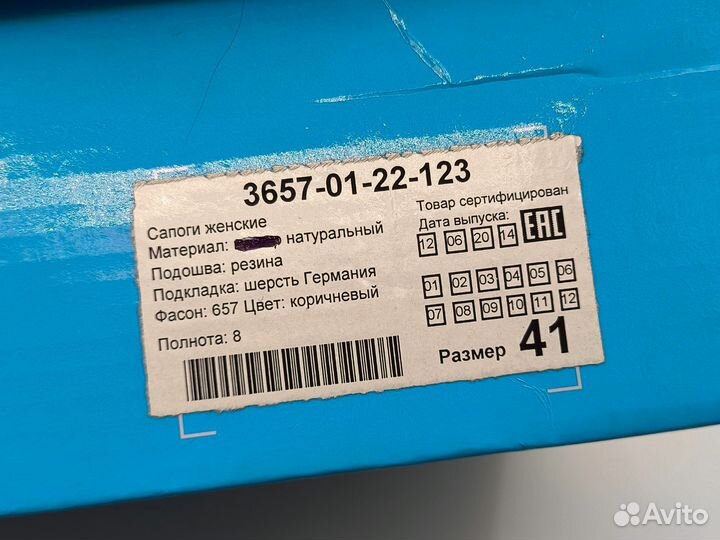 3657-01-22-123
Сапоги женские
Материал: натуральный
Подошва: резина
Подкладка: шерсть Германия
Фасон: 657 Цвет: коричневый
Полнота: 8
Товар сертифицирован
Дата выпуска:
12 06 20 14
EAC
01 02 03 04 05 06
07 08 09 10 11 12
Размер 41
Avito